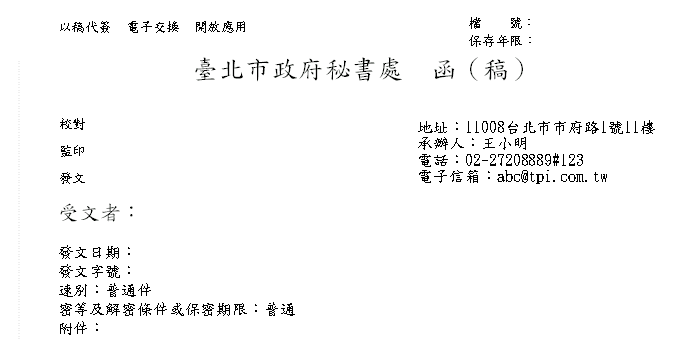 以稿代簽　電子交換　開放應用
檔　　號：
保存年限：
臺北市政府秘書處　函（稿）
校對
監印
發文
地址：11008台北市市府路1號11樓
承辦人：王小明
電話：02-27208889#123
電子信箱：abc@tpi.com.tw
受文者：
發文日期：
發文字號：
速別：普通件
密等及解密條件或保密期限：普通
附件：